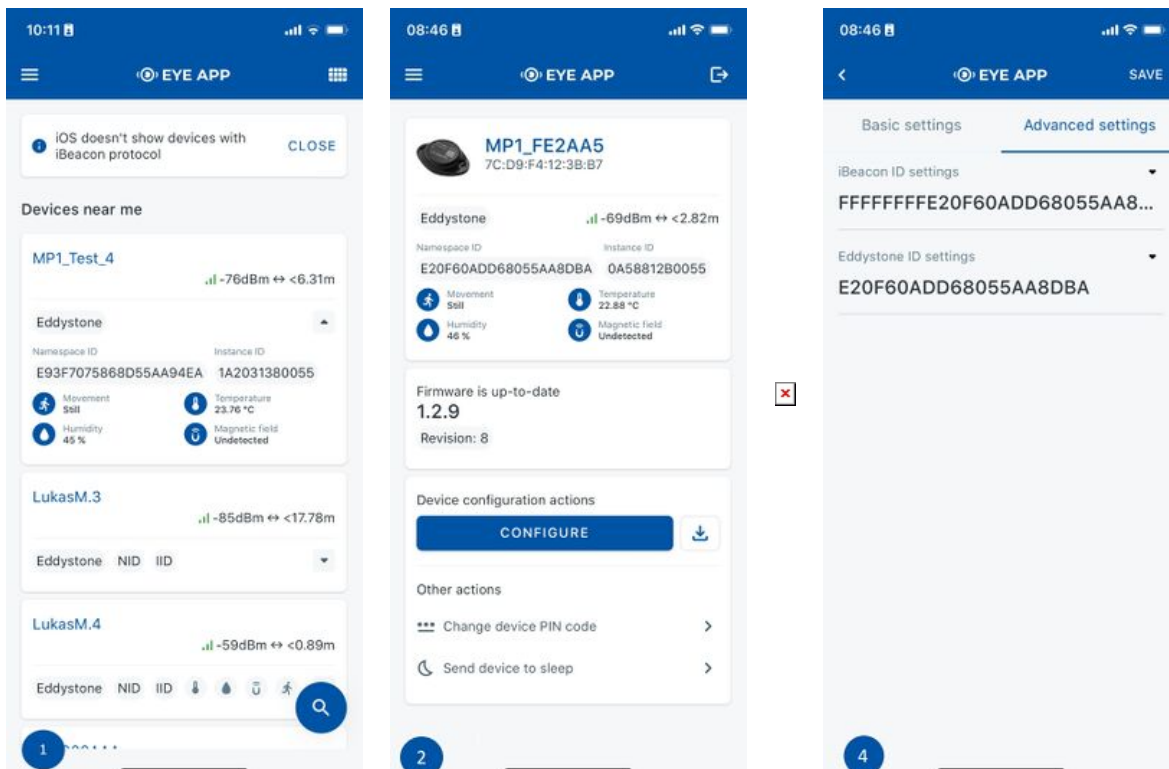 10:11
EYE APP
iOS doesn't show devices with
iBeacon protocol
CLOSE
Devices near me
MP1_Test_4
-76dBm ↔ <6.31m
Eddystone
Namespace ID Instance ID
E93F7075868D55AA94EA 1A2031380055
Movement Temperature
Still 23.76 °C
Humidity Magnetic field
45 % Undetected
LukasM.3
-85dBm ↔ <17.78m
Eddystone NID IID
LukasM.4
-59dBm ↔ <0.89m
Eddystone NID IID
1
08:46
EYE APP
MP1_FE2AA5
7C:D9:F4:12:3B:B7
Eddystone -69dBm ↔ <2.82m
Namespace ID Instance ID
E20F60ADD68055AA8DBA 0A58812B0055
Movement Temperature
Still 22.88 °C
Humidity Magnetic field
46 % Undetected
Firmware is up-to-date
1.2.9
Revision: 8
Device configuration actions
CONFIGURE
Other actions
Change device PIN code
Send device to sleep
2
08:46
EYE APP SAVE
Basic settings Advanced settings
iBeacon ID settings
FFFFFFFFE20F60ADD68055AA8...
Eddystone ID settings
E20F60ADD68055AA8DBA
4